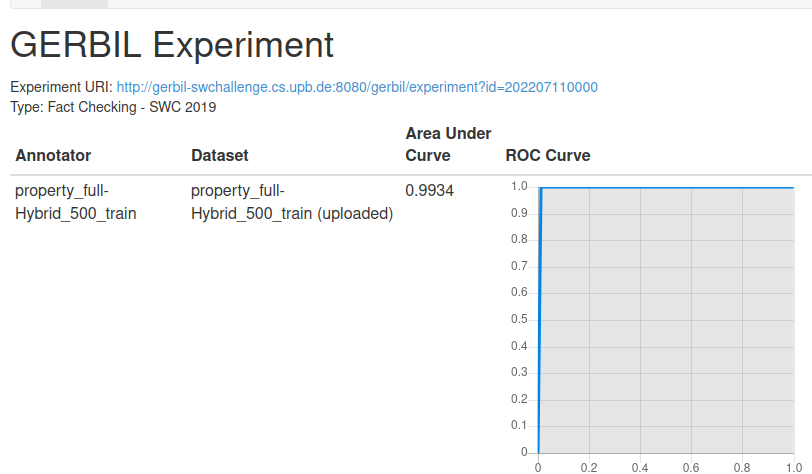 GERBIL Experiment
Experiment URI: http://gerbil-swchallenge.cs.upb.de:8080/gerbil/experiment?id=202207110000
Type: Fact Checking - SWC 2019
Annotator Dataset Area Under Curve ROC Curve
property_full-Hybrid_500_train property_full-Hybrid_500_train (uploaded) 0.9934
1.0
0.9
0.8
0.7
0.6
0.5
0.4
0.3
0.2
0.1
0
0 0.2 0.4 0.6 0.8 1.0